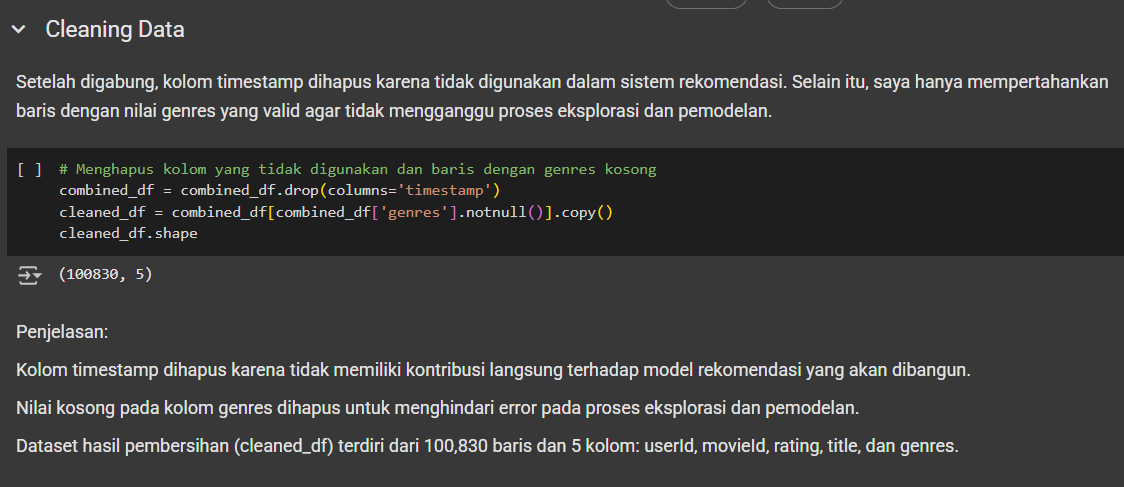 Cleaning Data
Setelah digabung, kolom timestamp dihapus karena tidak digunakan dalam sistem rekomendasi. Selain itu, saya hanya mempertahankan
baris dengan nilai genres yang valid agar tidak mengganggu proses eksplorasi dan pemodelan.
[ ] # Menghapus kolom yang tidak digunakan dan baris dengan genres kosong
combined_df = combined_df.drop(columns='timestamp')
cleaned_df = combined_df[combined_df['genres'].notnull()].copy()
cleaned_df.shape
(100830, 5)
Penjelasan:
Kolom timestamp dihapus karena tidak memiliki kontribusi langsung terhadap model rekomendasi yang akan dibangun.
Nilai kosong pada kolom genres dihapus untuk menghindari error pada proses eksplorasi dan pemodelan.
Dataset hasil pembersihan (cleaned_df) terdiri dari 100,830 baris dan 5 kolom: userId, movieId, rating, title, dan genres.